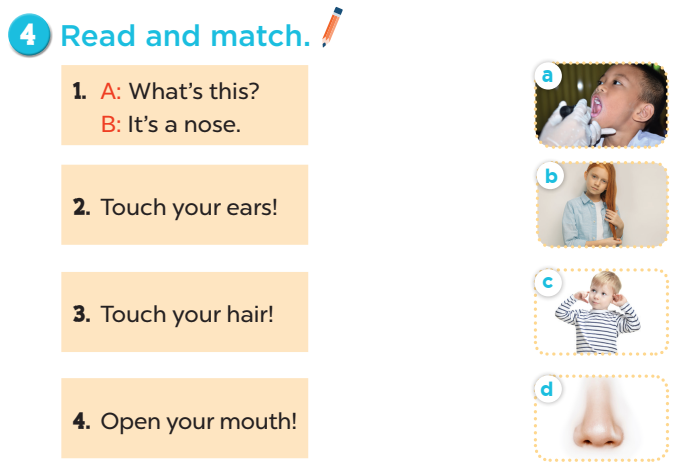 4 Read and match.
1. A: What's this?
B: It's a nose.
2. Touch your ears!
3. Touch your hair!
4. Open your mouth!
a
b
c
d